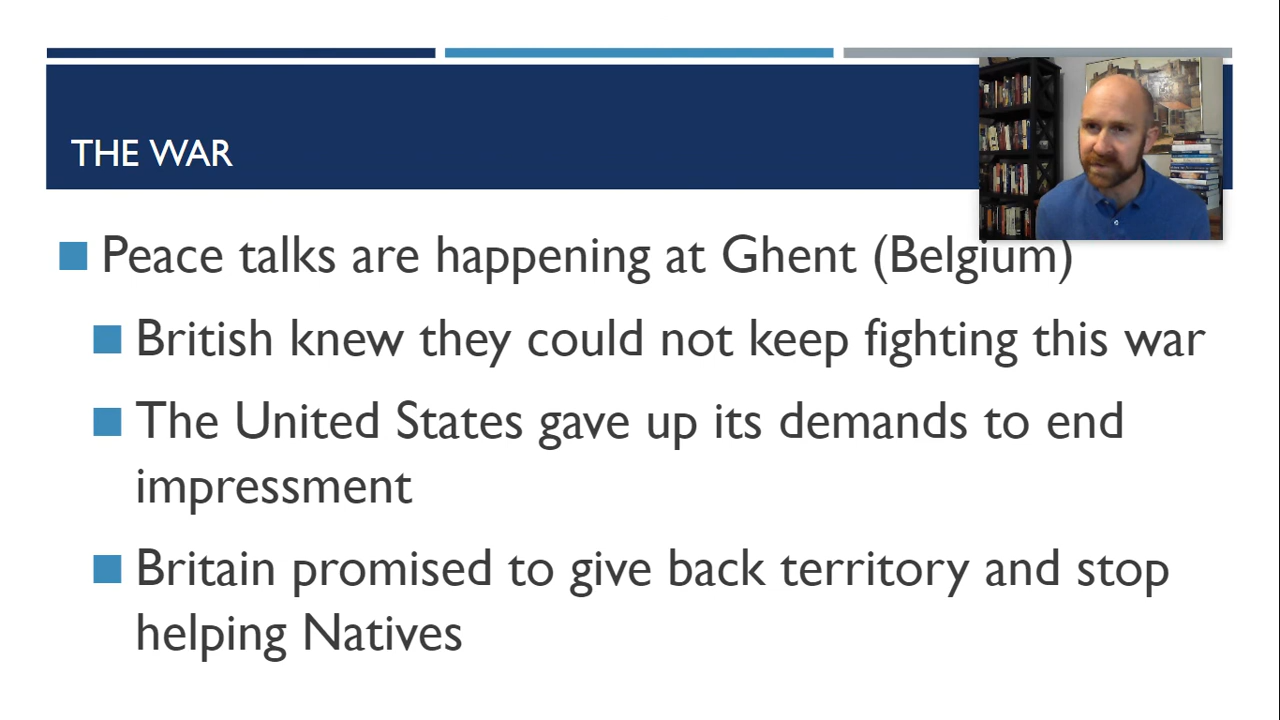 THE WAR
Peace talks are happening at Ghent (Belgium)
British knew they could not keep fighting this war
The United States gave up its demands to end
impressment
Britain promised to give back territory and stop
helping Natives